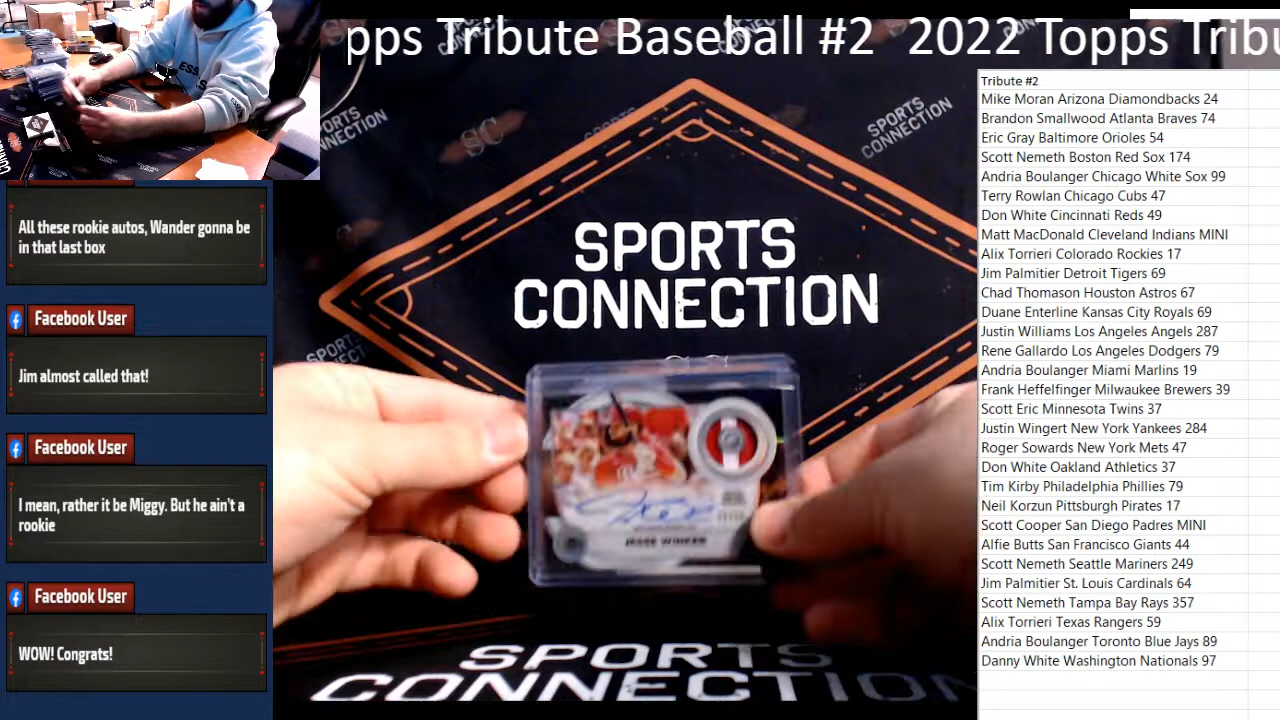 pps Tribute Baseball #2 2022 Topps Tribu
Tribute #2
Mike Moran Arizona Diamondbacks 24
Brandon Smallwood Atlanta Braves 74
Eric Gray Baltimore Orioles 54
Scott Nemeth Boston Red Sox 174
Andria Boulanger Chicago White Sox 99
Terry Rowlan Chicago Cubs 47
Don White Cincinnati Reds 49
Matt MacDonald Cleveland Indians MINI
Alix Torrieri Colorado Rockies 17
Jim Palmitier Detroit Tigers 69
Chad Thomason Houston Astros 67
Duane Enterline Kansas City Royals 69
Justin Williams Los Angeles Angels 287
Rene Gallardo Los Angeles Dodgers 79
Andria Boulanger Miami Marlins 19
Frank Heffelfinger Milwaukee Brewers 39
Scott Eric Minnesota Twins 37
Justin Wingert New York Yankees 284
Roger Sowards New York Mets 47
Don White Oakland Athletics 37
Tim Kirby Philadelphia Phillies 79
Neil Korzun Pittsburgh Pirates 17
Scott Cooper San Diego Padres MINI
Alfie Butts San Francisco Giants 44
Scott Nemeth Seattle Mariners 249
Jim Palmitier St. Louis Cardinals 64
Scott Nemeth Tampa Bay Rays 357
Alix Torrieri Texas Rangers 59
Andria Boulanger Toronto Blue Jays 89
Danny White Washington Nationals 97
All these rookie autos, Wander gonna be
in that last box
Facebook User
Jim almost called that!
Facebook User
I mean, rather it be Miggy. But he ain't a
rookie
Facebook User
WOW! Congrats!
SPORTS
CONNECTION
SPORTS
CONNECTION
SC
PORTS
CONNECTION
SPORTS
JESSE WINKER
SPORTS
CONNECTION